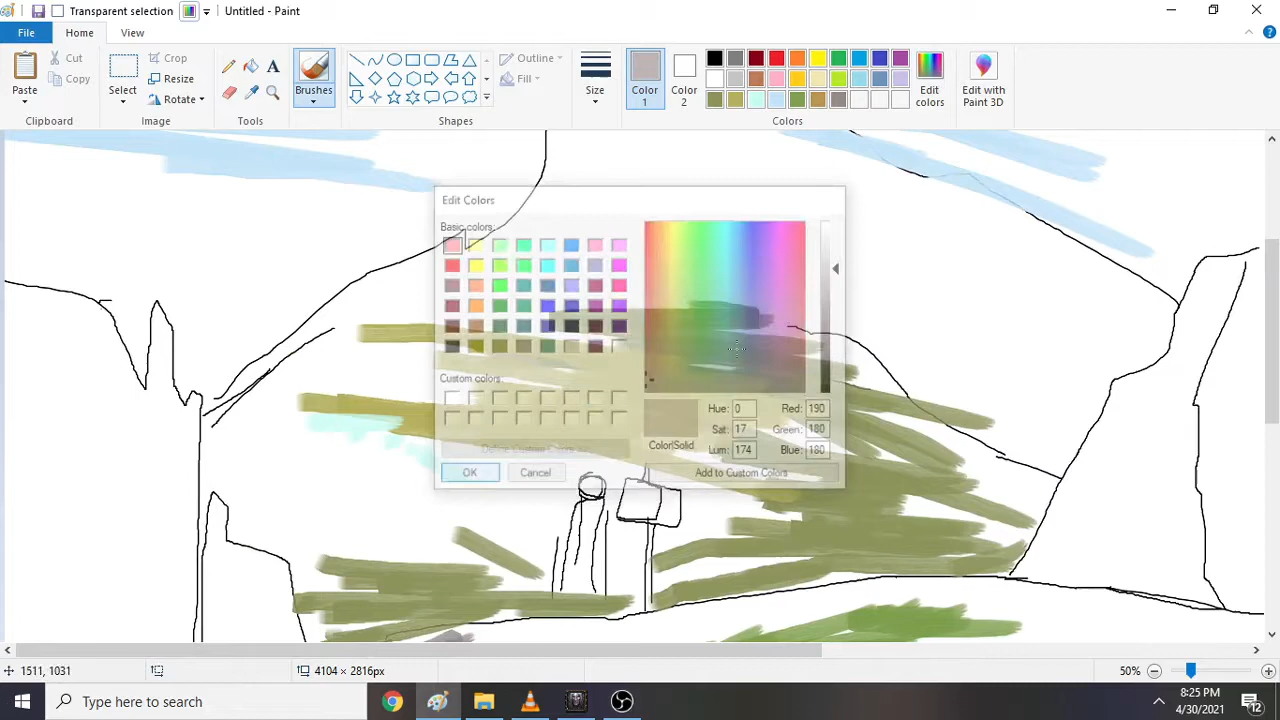 Transparent selection Untitled - Paint
File Home View
Paste
Cut
Copy
Clipboard
Select
Crop
Resize
Rotate
Image
A
Tools
Brushes
Outline
Fill
Shapes
Size
Color 1
Color 2
Edit colors
Colors
Edit with Paint 3D
Edit Colors
Basic colors:
Custom colors:
Define Custom Colors >>
OK Cancel
Color|Solid
Hue: 0 Red: 190
Sat: 17 Green: 180
Lum: 174 Blue: 180
Add to Custom Colors
1511, 1031 4104 × 2816px 50%
Type here to search
8:25 PM
4/30/2021
12